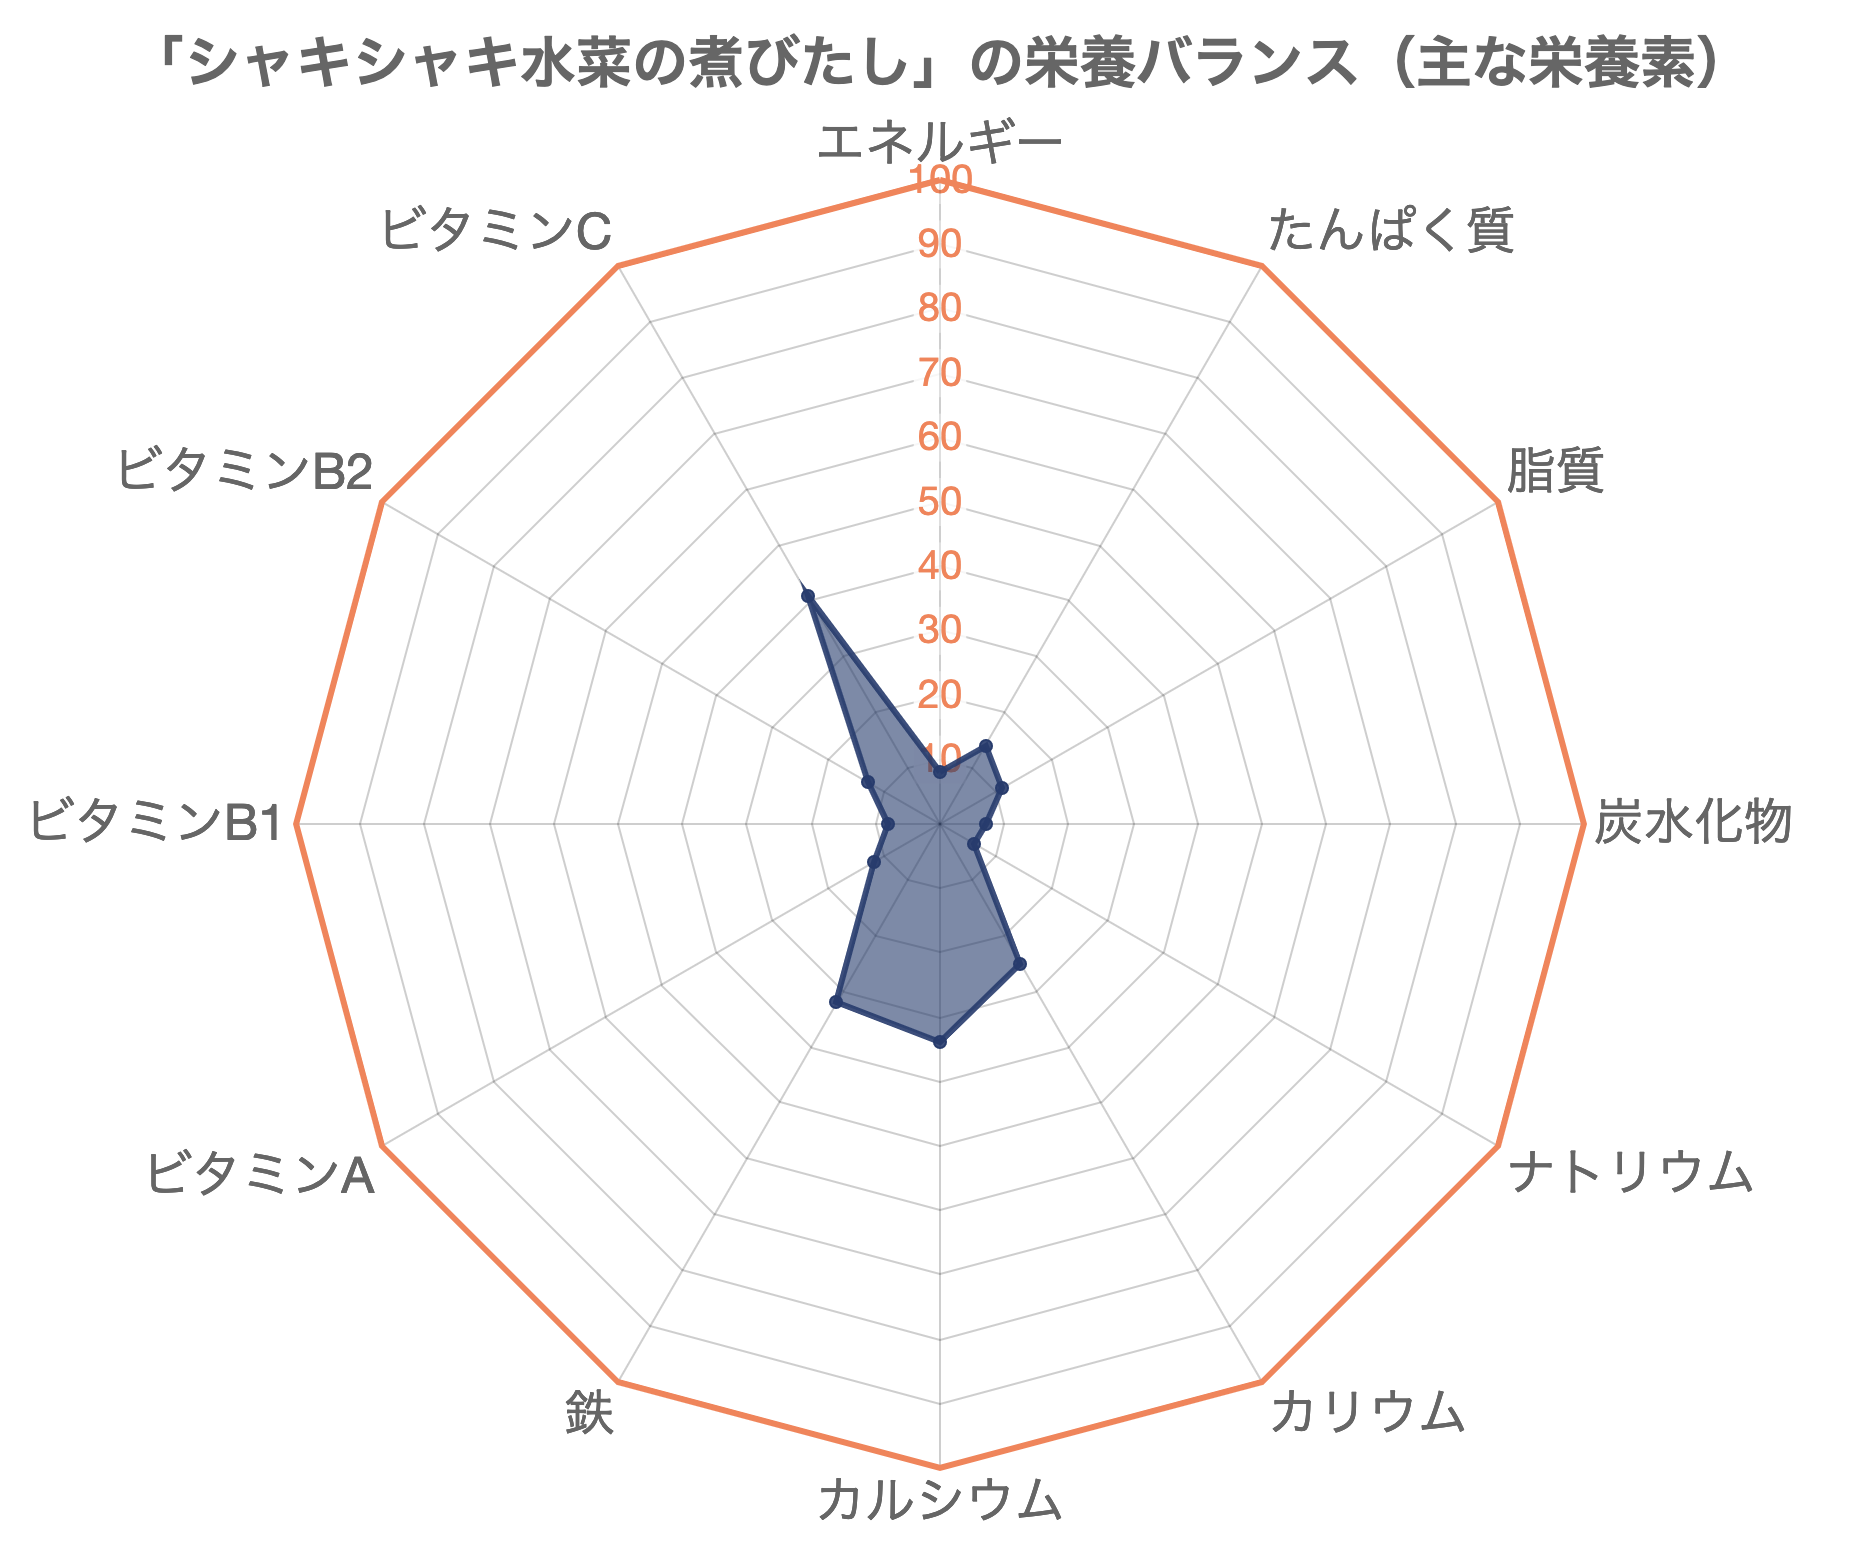 「シャキシャキ水菜の煮びたし」の栄養バランス（主な栄養素）
エネルギー
たんぱく質
脂質
炭水化物
ナトリウム
カリウム
カルシウム
鉄
ビタミンA
ビタミンB1
ビタミンB2
ビタミンC
100
90
80
70
60
50
40
30
20
10